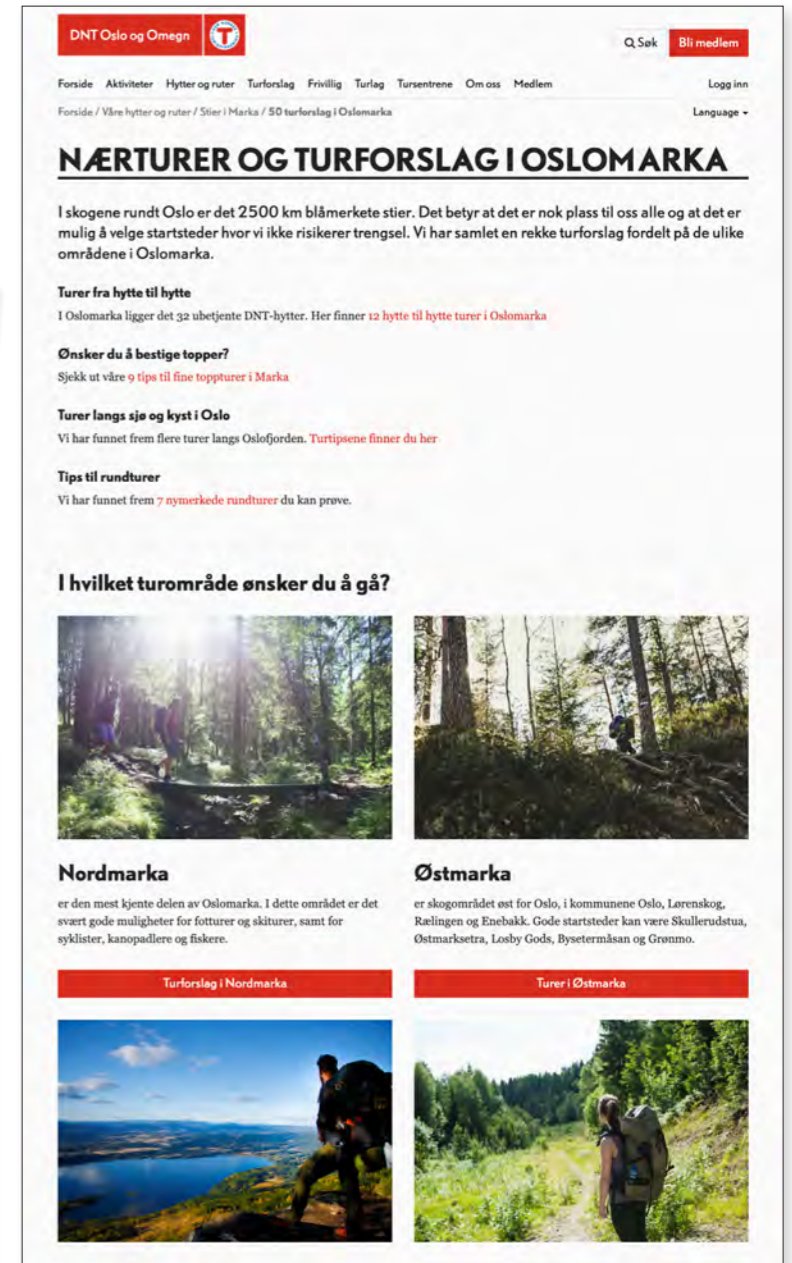 DNT Oslo og Omegn
T
Søk
Bli medlem
Forside Aktiviteter Hytter og ruter Turforslag Frivillig Turlag Tursentrene Om oss Medlem
Logg inn
Forside / Våre hytter og ruter / Stier i Marka / 50 turforslag i Oslomarka
Language
NÆRTURER OG TURFORSLAG I OSLOMARKA
I skogene rundt Oslo er det 2500 km blåmerkete stier. Det betyr at det er nok plass til oss alle og at det er
mulig å velge startsteder hvor vi ikke risikerer trengsel. Vi har samlet en rekke turforslag fordelt på de ulike
områdene i Oslomarka.
Turer fra hytte til hytte
I Oslomarka ligger det 32 ubetjente DNT-hytter. Her finner 12 hytte til hytte turer i Oslomarka
Ønsker du å bestige topper?
Sjekk ut våre 9 tips til fine toppturer i Marka
Turer langs sjø og kyst i Oslo
Vi har funnet frem flere turer langs Oslofjorden. Turtipsene finner du her
Tips til rundturer
Vi har funnet frem 7 nymerkede rundturer du kan prøve.
I hvilket turområde ønsker du å gå?
Nordmarka
er den mest kjente delen av Oslomarka. I dette området er det
svært gode muligheter for fotturer og skiturer, samt for
syklister, kanopadlere og fiskere.
Turforslag i Nordmarka
Østmarka
er skogområdet øst for Oslo, i kommunene Oslo, Lørenskog,
Rælingen og Enebakk. Gode startsteder kan være Skullerudstua,
Østmarksetra, Losby Gods, Bysetermåsan og Grønmo.
Turer i Østmarka